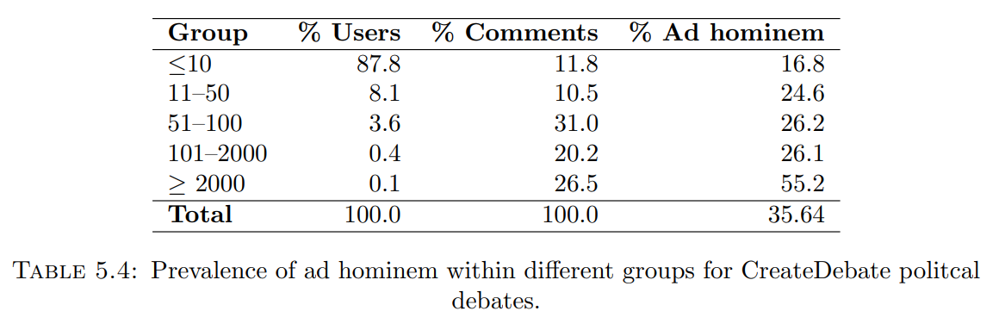 Group % Users % Comments % Ad hominem
≤10 87.8 11.8 16.8
11–50 8.1 10.5 24.6
51–100 3.6 31.0 26.2
101–2000 0.4 20.2 26.1
≥ 2000 0.1 26.5 55.2
Total 100.0 100.0 35.64
TABLE 5.4: Prevalence of ad hominem within different groups for CreateDebate politcal
debates.